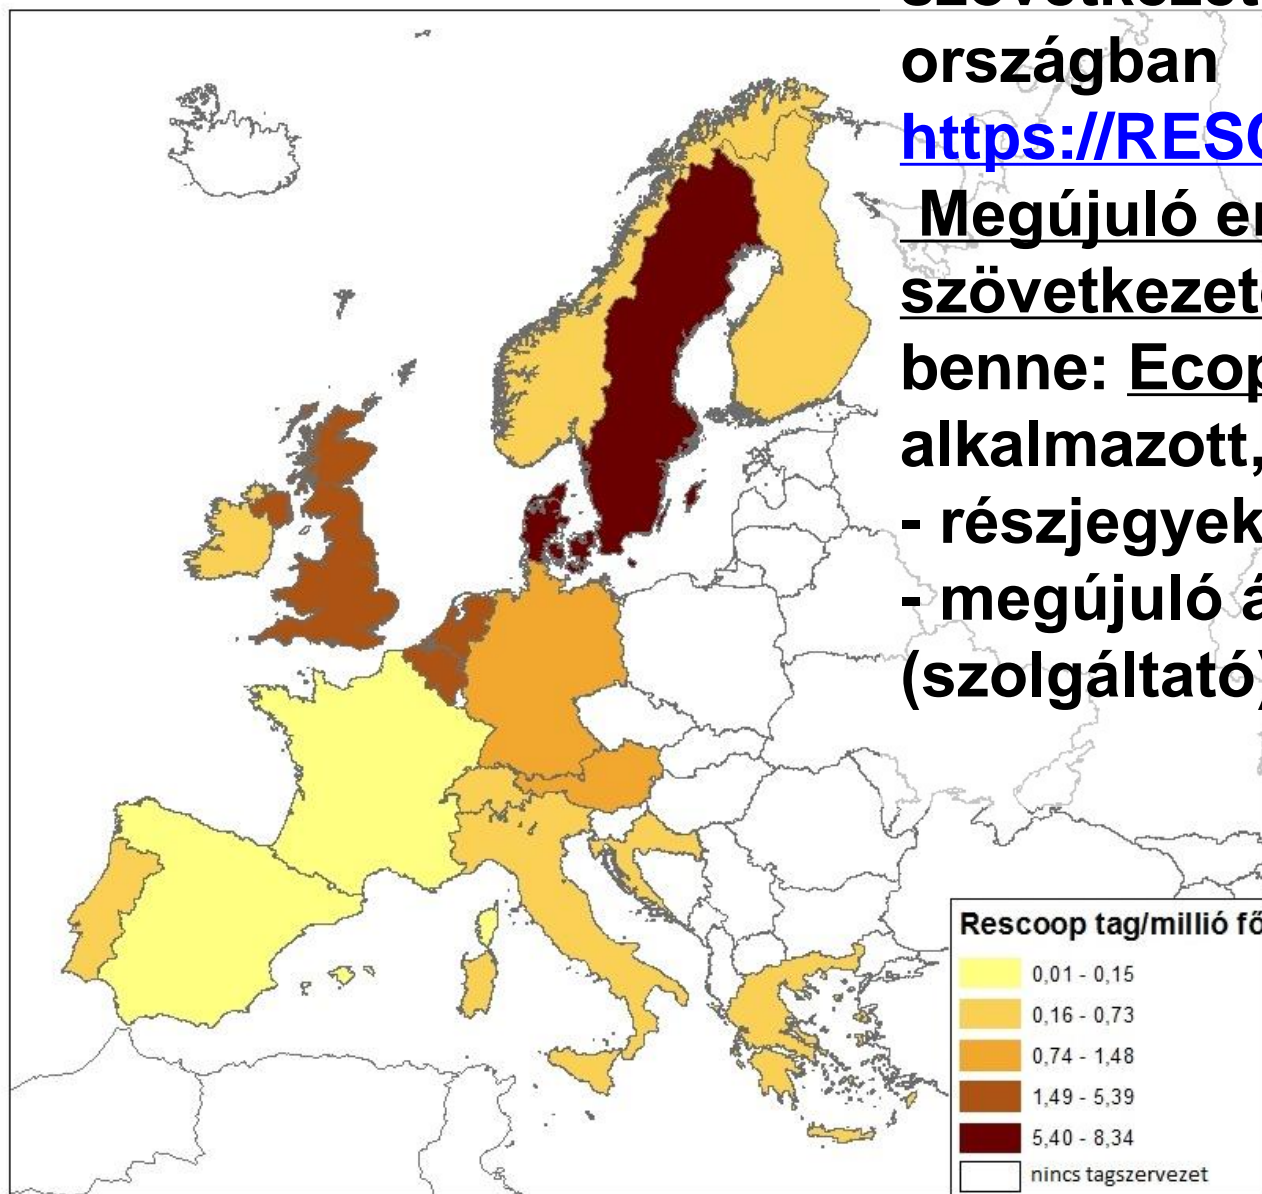 országban
https://RESC
Megújuló
szövetkezet
benne: Ecop
alkalmazott,
- részjegyek
- megújuló á
(szolgáltató)
Rescoop tag/millió fő
0,01 - 0,15
0,16 - 0,73
0,74 - 1,48
1,49 - 5,39
5,40 - 8,34
nincs tagszervezet